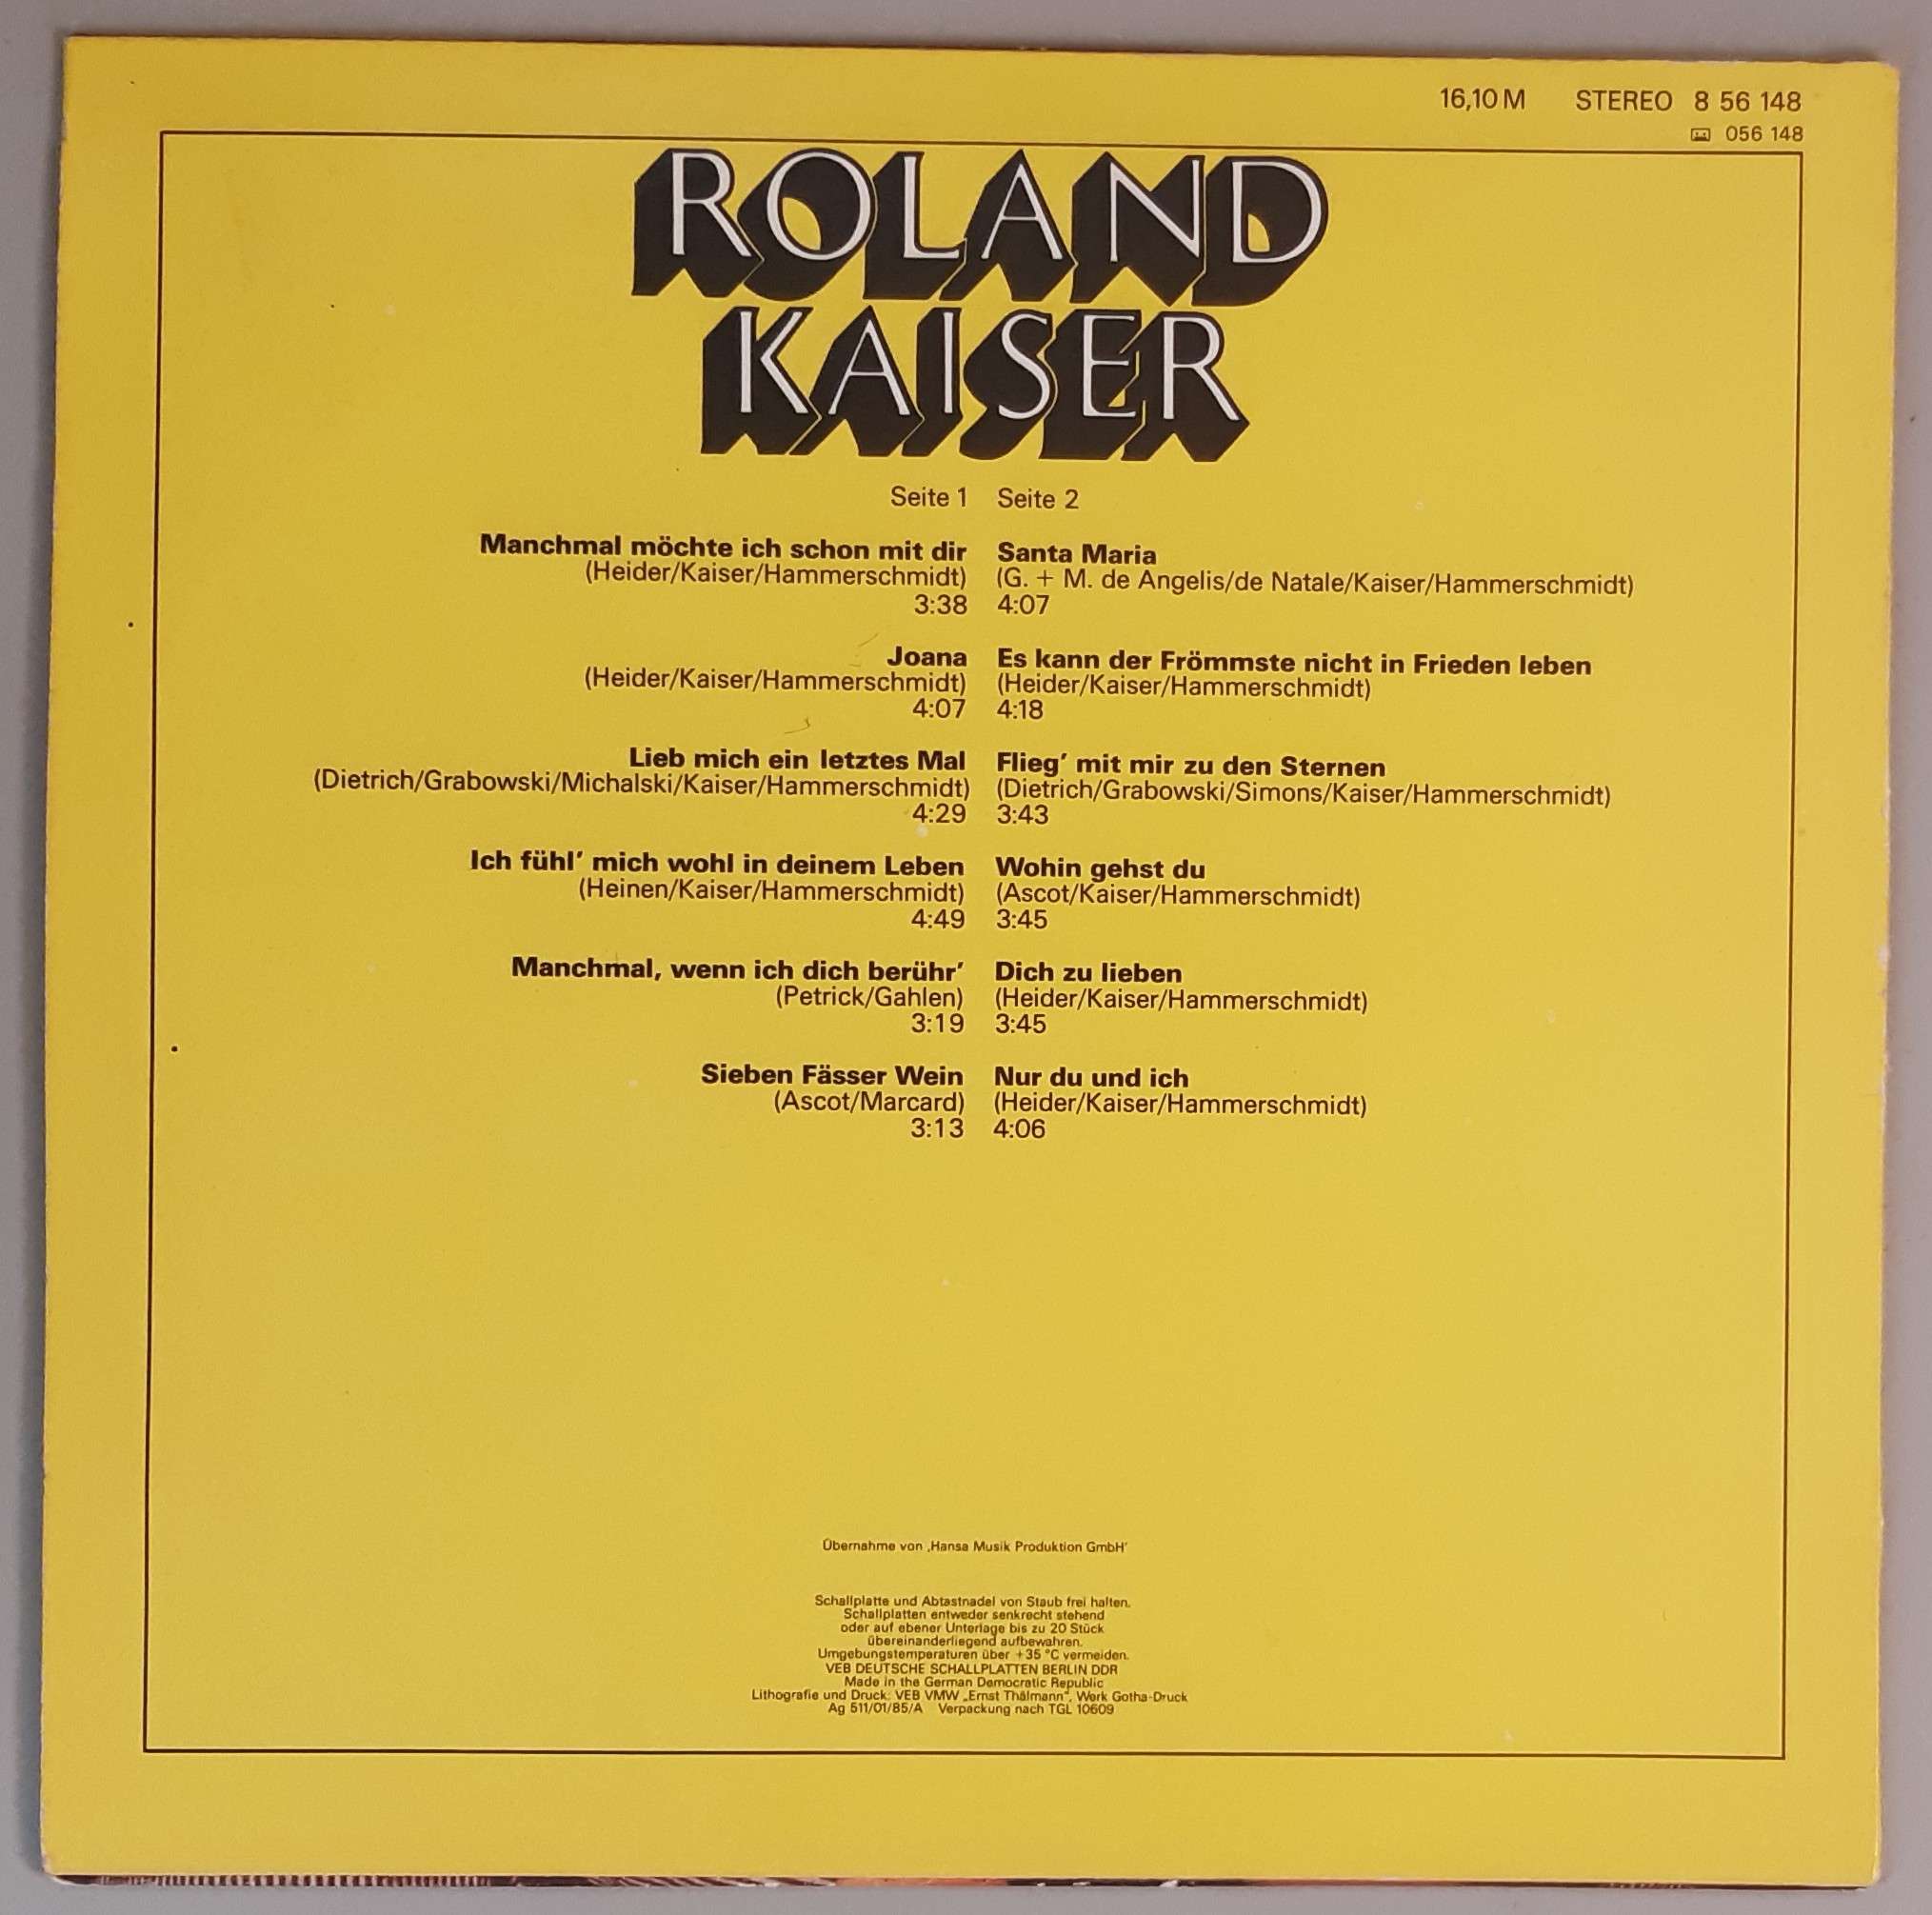 16,10 M STEREO 8 56 148
056 148
ROLAND
KAISER
Seite 1
Manchmal möchte ich schon mit dir
(Heider/Kaiser/Hammerschmidt)
3:38
Joana
(Heider/Kaiser/Hammerschmidt)
4:07
Lieb mich ein letztes Mal
(Dietrich/Grabowski/Michalski/Kaiser/Hammerschmidt)
4:29
Ich fühl' mich wohl in deinem Leben
(Heinen/Kaiser/Hammerschmidt)
4:49
Manchmal, wenn ich dich berühr'
(Petrick/Gahlen)
3:19
Sieben Fässer Wein
(Ascot/Marcard)
3:13
Seite 2
Santa Maria
(G. + M. de Angelis/de Natale/Kaiser/Hammerschmidt)
4:07
Es kann der Frömmste nicht in Frieden leben
(Heider/Kaiser/Hammerschmidt)
4:18
Flieg' mit mir zu den Sternen
(Dietrich/Grabowski/Simons/Kaiser/Hammerschmidt)
3:43
Wohin gehst du
(Ascot/Kaiser/Hammerschmidt)
3:45
Dich zu lieben
(Heider/Kaiser/Hammerschmidt)
3:45
Nur du und ich
(Heider/Kaiser/Hammerschmidt)
4:06
Übernahme von ‚Hansa Musik Produktion GmbH'
Schallplatte und Abtastnadel von Staub frei halten.
Schallplatten entweder senkrecht stehend
oder auf ebener Unterlage bis zu 20 Stück
übereinanderliegend aufbewahren.
Umgebungstemperaturen über +35 °C vermeiden.
VEB DEUTSCHE SCHALLPLATTEN BERLIN DDR
Made in the German Democratic Republic
Lithografie und Druck: VEB VMW „Ernst Thälmann", Werk Gotha-Druck
Ag 511/01/85/A Verpackung nach TGL 10609